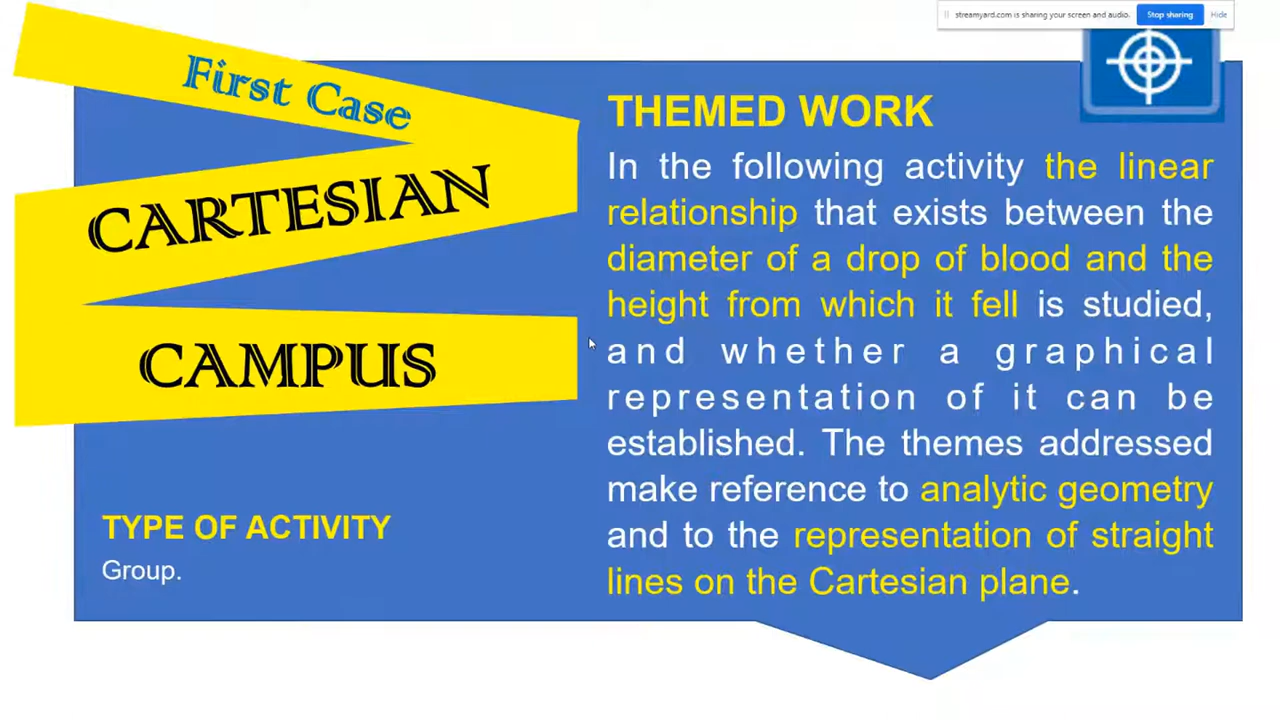 streamyard.com is sharing your screen and audio.
Stop sharing
Hide
First Case
CARTESIAN
CAMPUS
TYPE OF ACTIVITY
Group.
THEMED WORK
In the following activity the linear
relationship that exists between the
diameter of a drop of blood and the
height from which it fell is studied,
and whether a graphical
representation of it can be
established. The themes addressed
make reference to analytic geometry
and to the representation of straight
lines on the Cartesian plane.